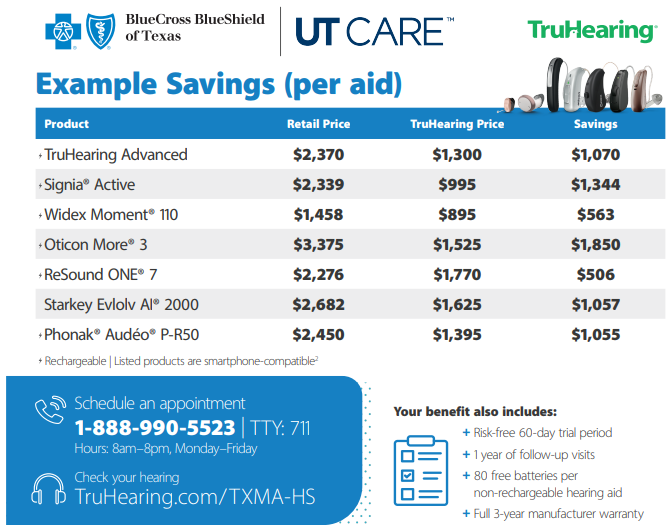 BlueCross BlueShield
of Texas
UT CARE™
TruHearing®
Example Savings (per aid)
Product Retail Price TruHearing Price Savings
TruHearing Advanced $2,370 $1,300 $1,070
Signia® Active $2,339 $995 $1,344
Widex Moment® 110 $1,458 $895 $563
Oticon More® 3 $3,375 $1,525 $1,850
ReSound ONE® 7 $2,276 $1,770 $506
Starkey Evlolv AI® 2000 $2,682 $1,625 $1,057
Phonak® Audéo® P-R50 $2,450 $1,395 $1,055
Rechargeable | Listed products are smartphone-compatible²
Schedule an appointment
1-888-990-5523 | TTY: 711
Hours: 8am–8pm, Monday–Friday
Check your hearing
TruHearing.com/TXMA-HS
Your benefit also includes:
+ Risk-free 60-day trial period
+ 1 year of follow-up visits
+ 80 free batteries per
non-rechargeable hearing aid
+ Full 3-year manufacturer warranty